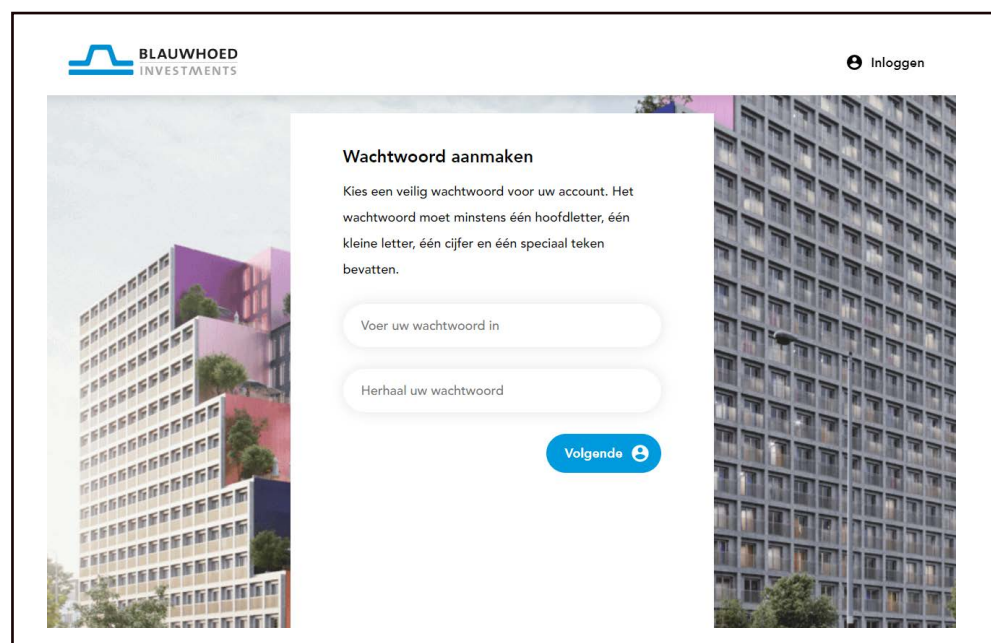 BLAUWHOED
INVESTMENTS
Inloggen
Wachtwoord aanmaken
Kies een veilig wachtwoord voor uw account. Het
wachtwoord moet minstens één hoofdletter, één
kleine letter, één cijfer en één speciaal teken
bevatten.
Voer uw wachtwoord in
Herhaal uw wachtwoord
Volgende